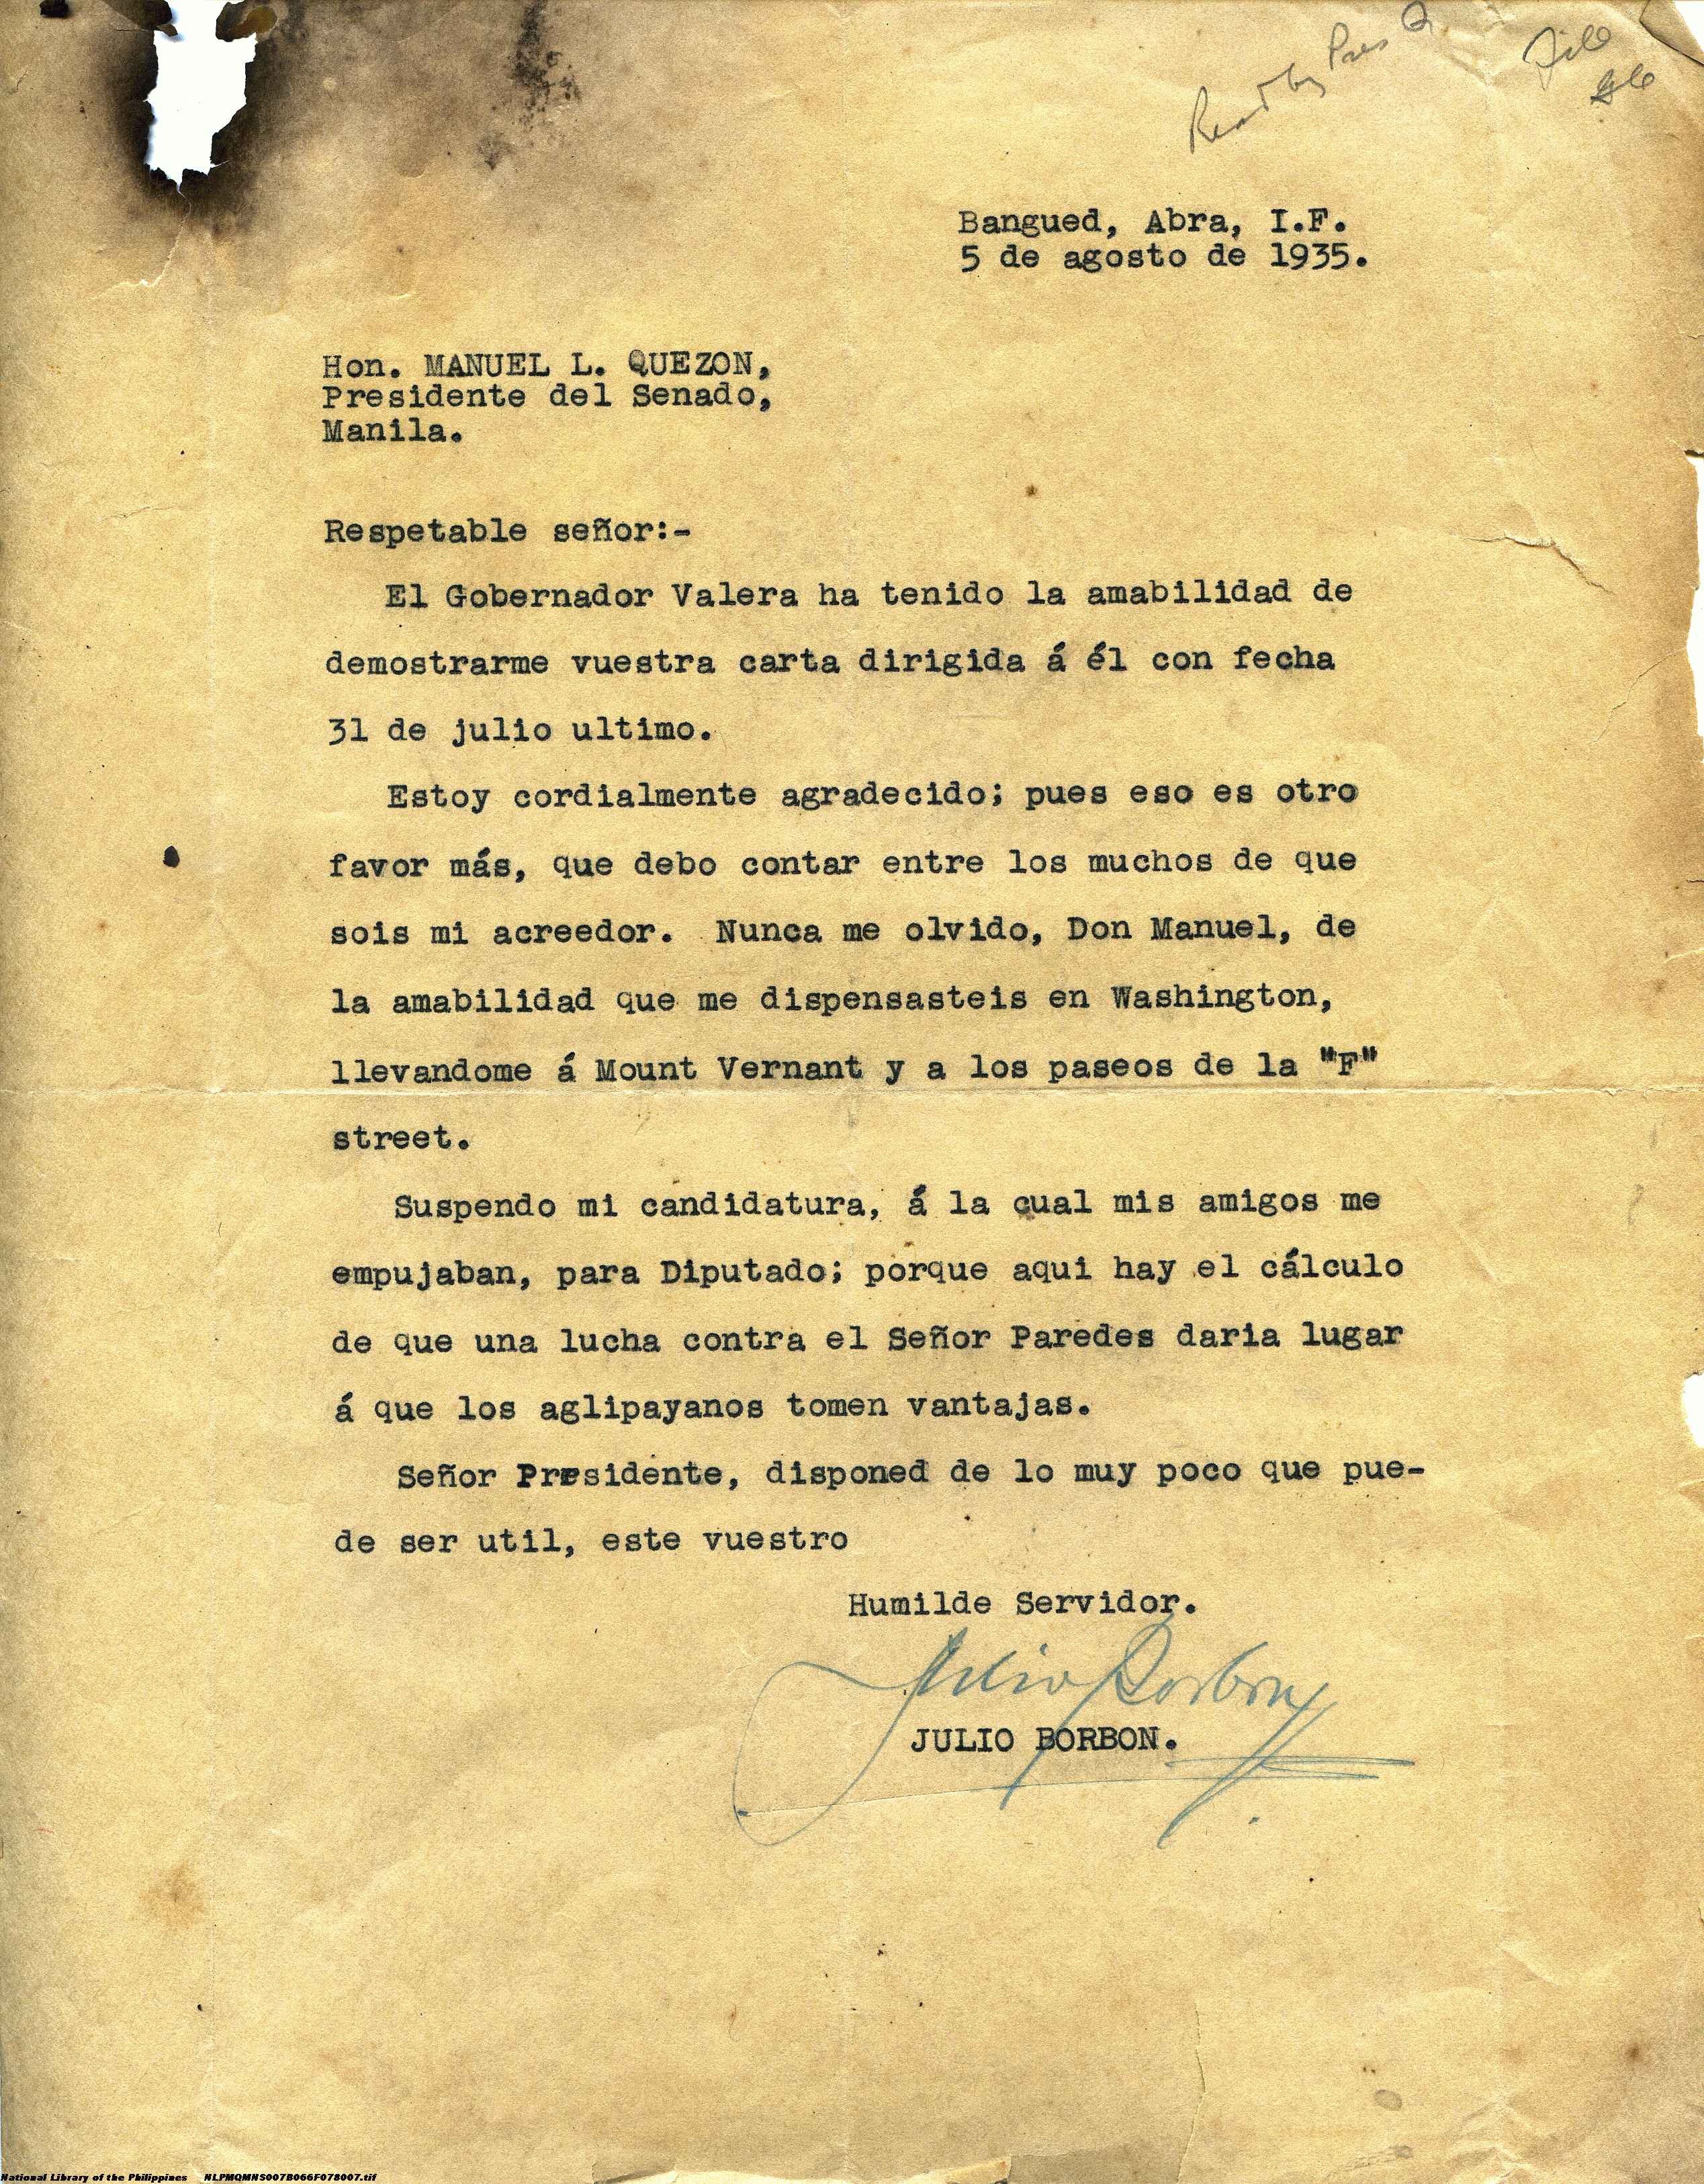 Read by Pres Q
File
Bangued, Abra, I.F.
5 de agosto de 1935.
Hon. MANUEL L. QUEZON,
Presidente del Senado,
Manila.
Respetable señor:-
El Gobernador Valera ha tenido la amabilidad de
demostrarme vuestra carta dirigida á él con fecha
31 de julio ultimo.
Estoy cordialmente agradecido; pues eso es otro
favor más, que debo contar entre los muchos de que
sois mi acreedor. Nunca me olvido, Don Manuel, de
la amabilidad que me dispensasteis en Washington,
llevandome á Mount Vernant y a los paseos de la "F"
street.
Suspendo mi candidatura, á la cual mis amigos me
empujaban, para Diputado; porque aqui hay el cálculo
de que una lucha contra el Señor Paredes daria lugar
á que los aglipayanos tomen vantajas.
Señor Presidente, disponed de lo muy poco que pue-
de ser util, este vuestro
Humilde Servidor.
Julio Borbon
JULIO BORBON.
National Library of the Philippines NLPMQMNS007B066F078007.tif